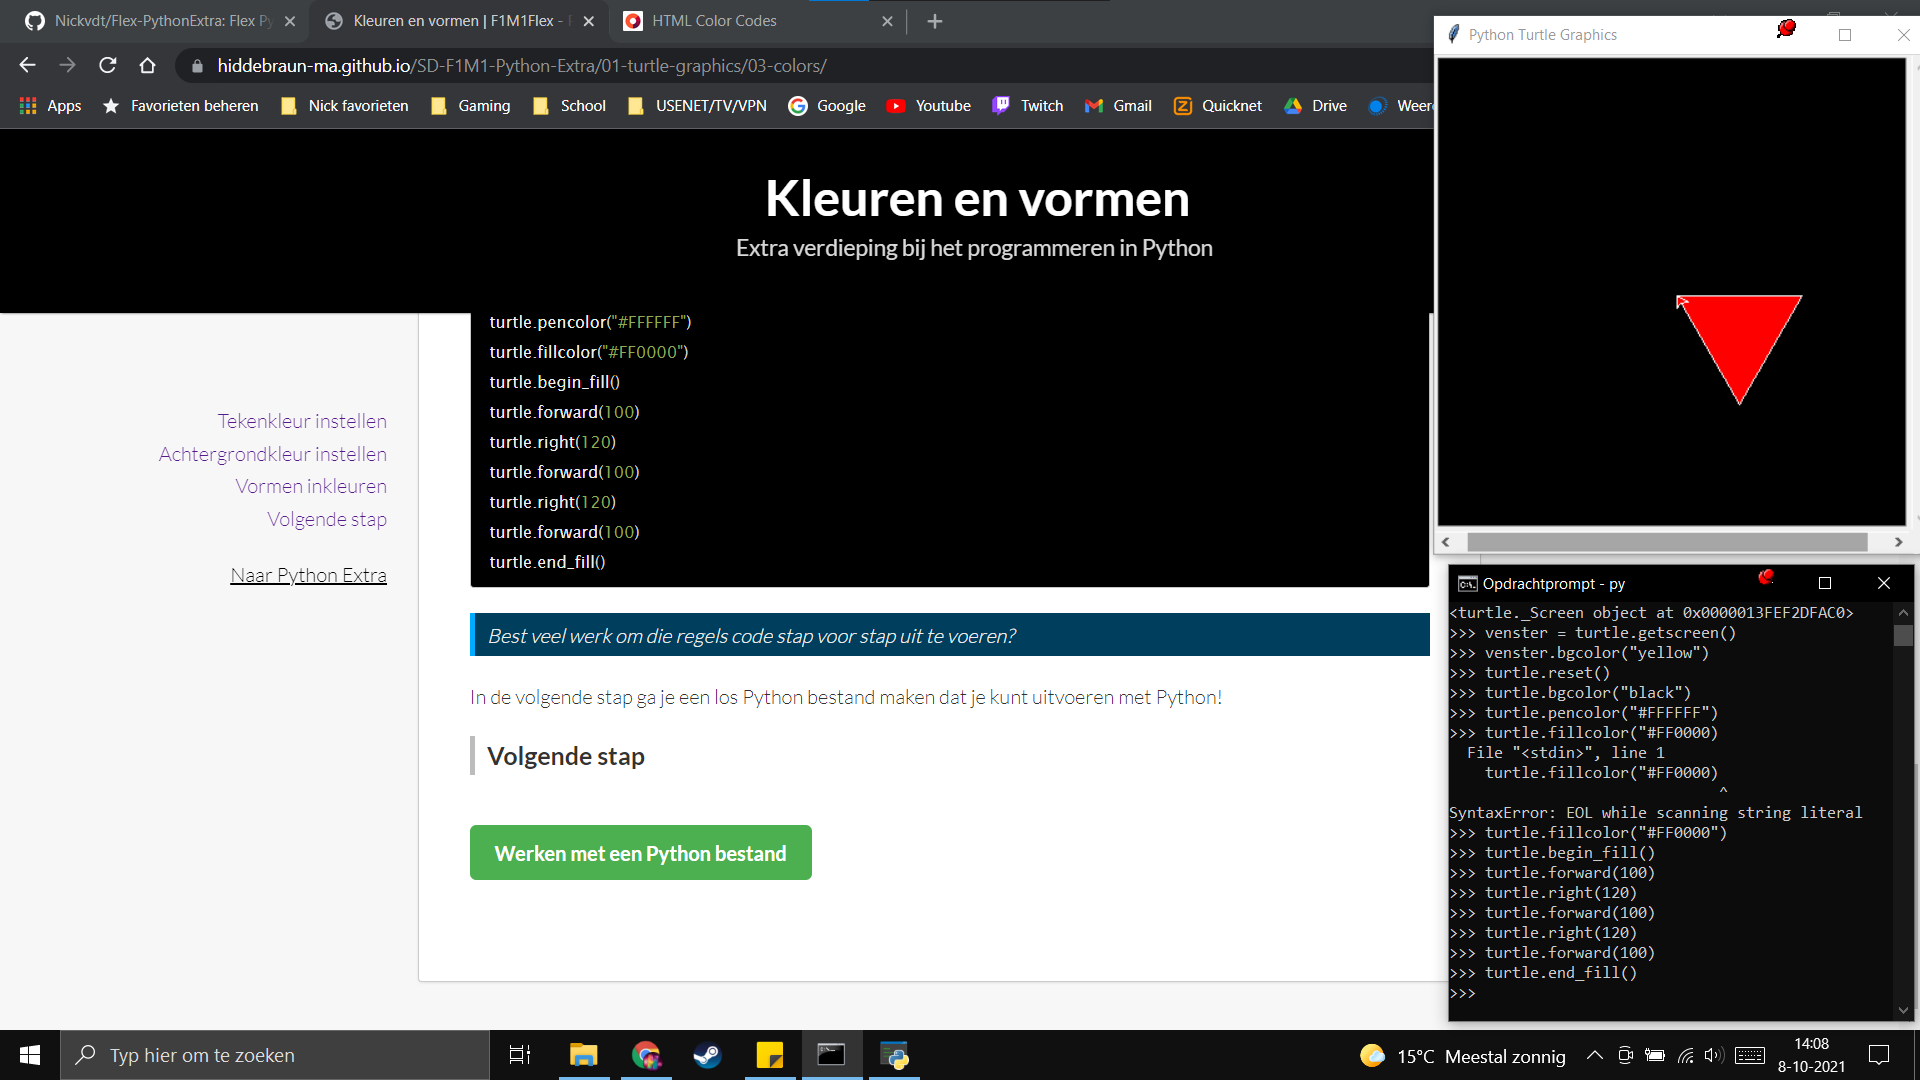 Nickvdt/Flex-PythonExtra: Flex Py
Kleuren en vormen | F1M1Flex -
HTML Color Codes
hiddebraun-ma.github.io/SD-F1M1-Python-Extra/01-turtle-graphics/03-colors/
Apps
Favorieten beheren
Nick favorieten
Gaming
School
USENET/TV/VPN
Google
Youtube
Twitch
Gmail
Quicknet
Drive
Weer
Kleuren en vormen
Extra verdieping bij het programmeren in Python
Tekenkleur instellen
Achtergrondkleur instellen
Vormen inkleuren
Volgende stap
Naar Python Extra
turtle.pencolor("#FFFFFF")
turtle.fillcolor("#FF0000")
turtle.begin_fill()
turtle.forward(100)
turtle.right(120)
turtle.forward(100)
turtle.right(120)
turtle.forward(100)
turtle.end_fill()
Best veel werk om die regels code stap voor stap uit te voeren?
In de volgende stap ga je een los Python bestand maken dat je kunt uitvoeren met Python!
Volgende stap
Werken met een Python bestand
Python Turtle Graphics
Opdrachtprompt - py
<turtle._Screen object at 0x0000013FEF2DFAC0>
>>> venster = turtle.getscreen()
>>> venster.bgcolor("yellow")
>>> turtle.reset()
>>> turtle.bgcolor("black")
>>> turtle.pencolor("#FFFFFF")
>>> turtle.fillcolor("#FF0000)
File "<stdin>", line 1
turtle.fillcolor("#FF0000)
^
SyntaxError: EOL while scanning string literal
>>> turtle.fillcolor("#FF0000")
>>> turtle.begin_fill()
>>> turtle.forward(100)
>>> turtle.right(120)
>>> turtle.forward(100)
>>> turtle.right(120)
>>> turtle.forward(100)
>>> turtle.end_fill()
>>>
Typ hier om te zoeken
15°C Meestal zonnig
14:08
8-10-2021